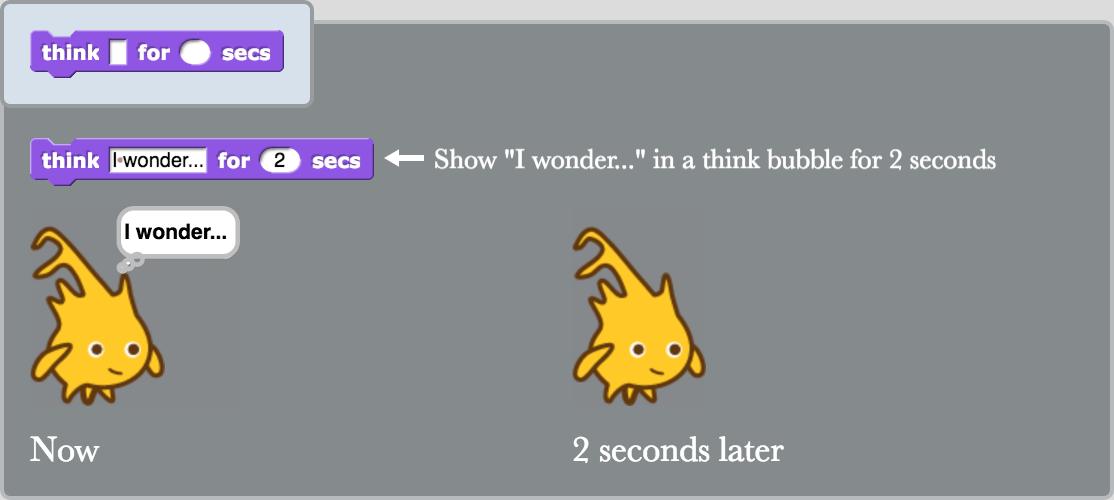 think for secs
think I wonder... for 2 secs
Show "I wonder..." in a think bubble for 2 seconds
I wonder...
Now
2 seconds later